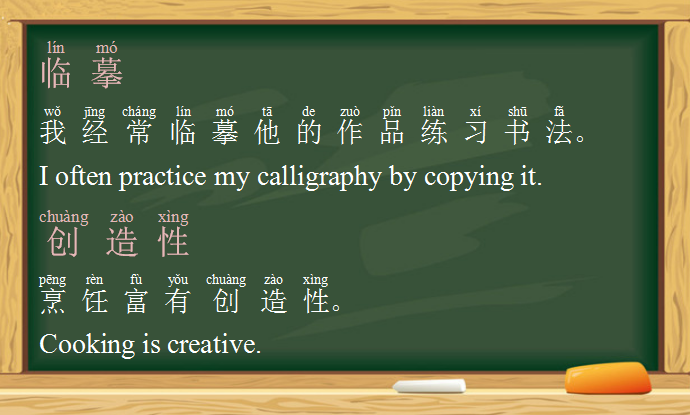 lín mó
临摹
wǒ jīng cháng lín mó tā de zuò pǐn liàn xí shū fǎ
我经常临摹他的作品练习书法。
I often practice my calligraphy by copying it.
chuàng zào xìng
创造性
pēng rèn fù yǒu chuàng zào xìng
烹饪富有创造性。
Cooking is creative.